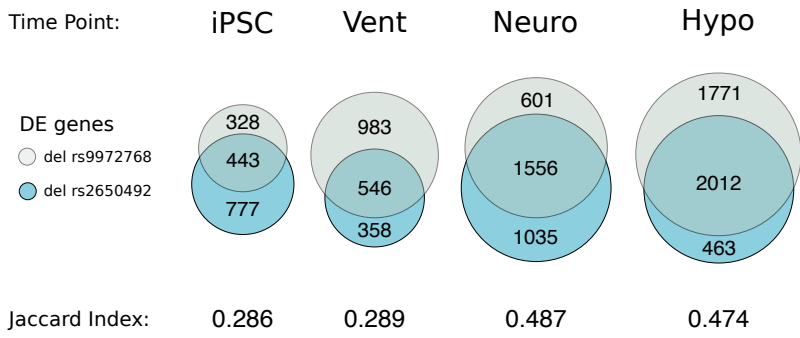 Time Point: iPSC Vent Neuro Hypo
328 983 601 1771
DE genes
del rs9972768
443 546 1556 2012
del rs2650492
777 358 1035 463
Jaccard Index: 0.286 0.289 0.487 0.474